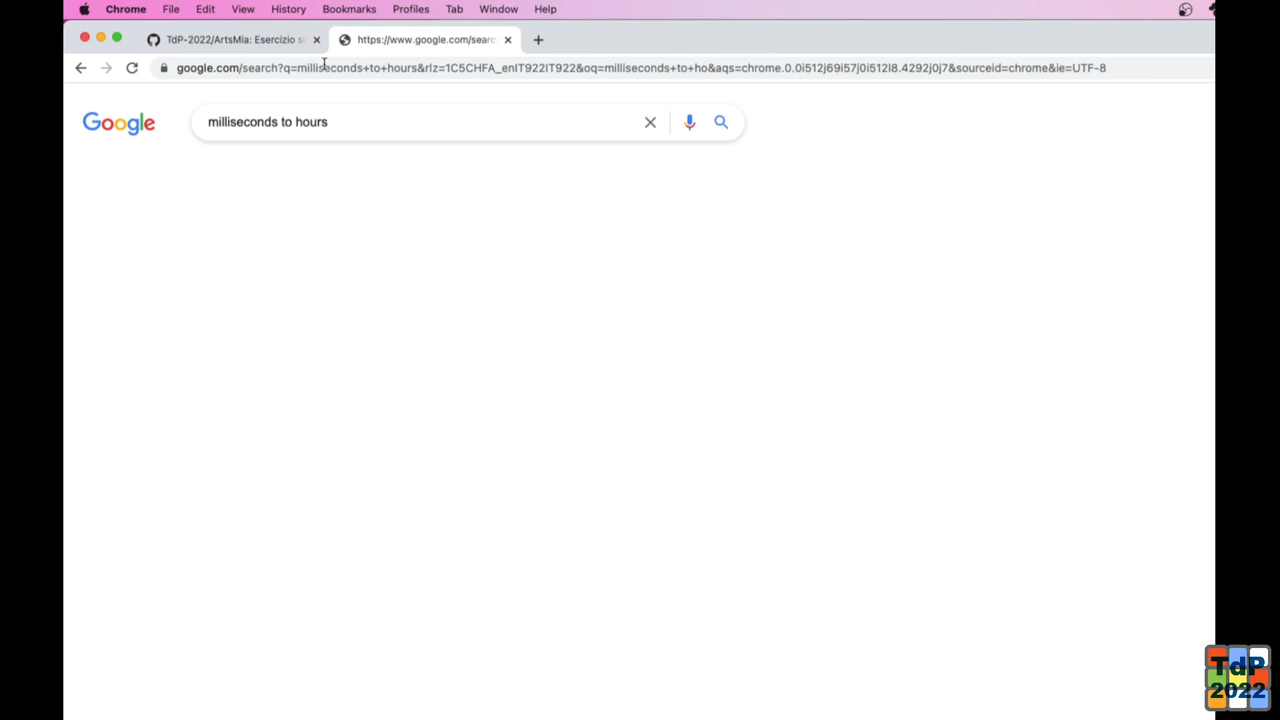 Chrome File Edit View History Bookmarks Profiles Tab Window Help
TdP-2022/ArtsMia: Esercizio s https://www.google.com/searc
google.com/search?q=milliseconds+to+hours&rlz=1C5CHFA_enIT922IT922&oq=milliseconds+to+ho&aqs=chrome.0.0i512j69i57j0i512l8.4292j0j7&sourceid=chrome&ie=UTF-8
Google milliseconds to hours
TdP
2022